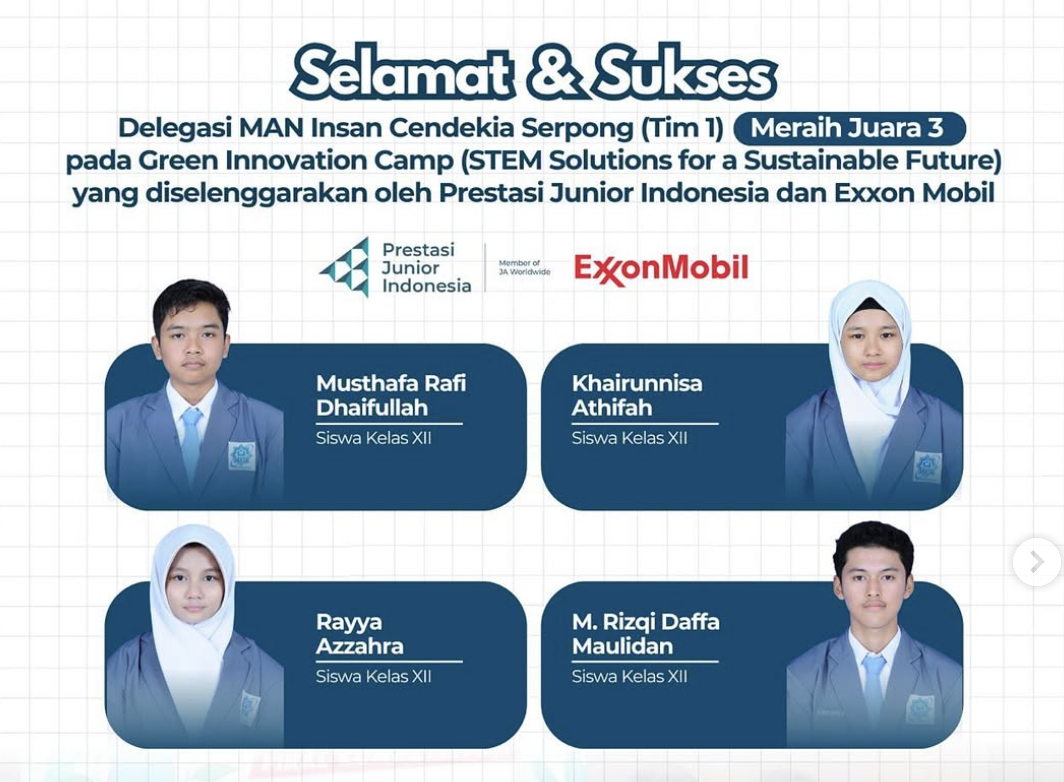 Selamat & Sukses
Delegasi MAN Insan Cendekia Serpong (Tim 1) Meraih Juara 3
pada Green Innovation Camp (STEM Solutions for a Sustainable Future)
yang diselenggarakan oleh Prestasi Junior Indonesia dan Exxon Mobil
Prestasi
Junior
Indonesia
Member of
JA Worldwide
ExxonMobil
Musthafa Rafi
Dhaifullah
Siswa Kelas XII
Khairunnisa
Athifah
Siswa Kelas XII
Rayya
Azzahra
Siswa Kelas XII
M. Rizqi Daffa
Maulidan
Siswa Kelas XII